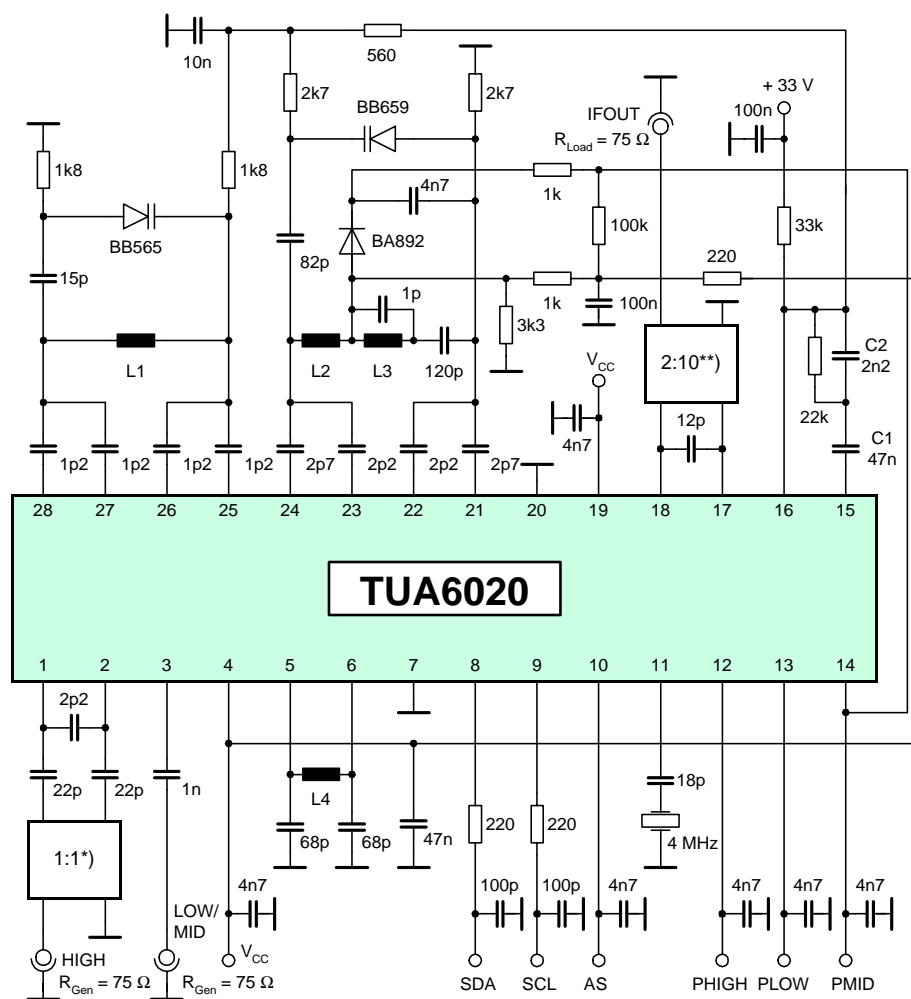 10n
560
2k7
BB659
2k7
IFOUT
R_Load = 75 Ω
+ 33 V
100n
1k8
1k8
4n7
1k
BB565
82p
BA892
100k
33k
220
15p
1p
1k
100n
3k3
L1
L2
L3
120p
V_CC
2:10**)
C2
2n2
22k
4n7
12p
C1
47n
1p2
1p2
1p2
1p2
2p7
2p2
2p2
2p7
28 27 26 25 24 23 22 21 20 19 18 17 16 15
TUA6020
1 2 3 4 5 6 7 8 9 10 11 12 13 14
2p2
22p
22p
1n
L4
18p
1:1*)
68p
68p
47n
220
220
4 MHz
4n7
100p
100p
4n7
4n7
4n7
4n7
LOW/
MID
HIGH
V_CC
R_Gen = 75 Ω
R_Gen = 75 Ω
SDA
SCL
AS
PHIGH
PLOW
PMID